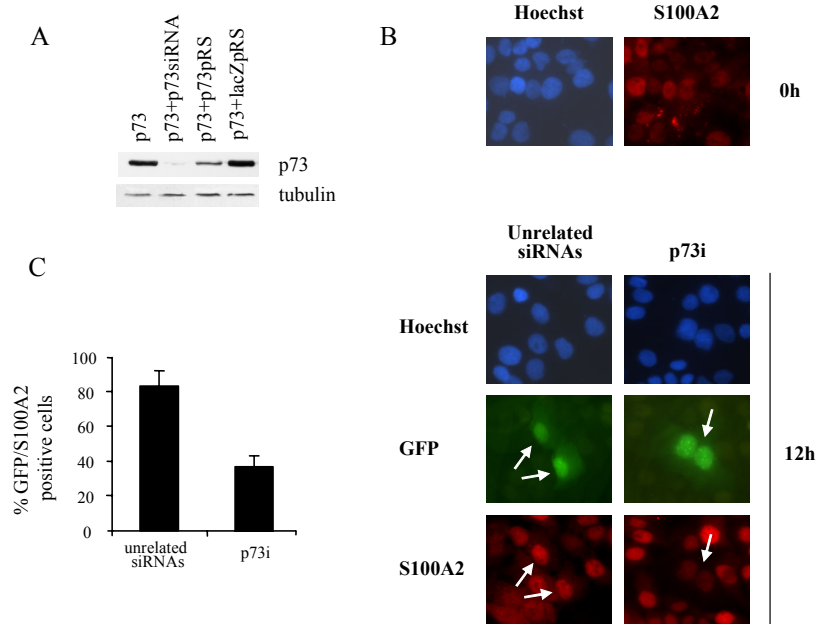 A
p73
p73+p73siRNA
p73+p73pRS
p73+lacZpRS
p73
tubulin
B
Hoechst
S100A2
0h
Unrelated
siRNAs
p73i
Hoechst
GFP
S100A2
12h
C
% GFP/S100A2
positive cells
100
80
60
40
20
0
unrelated
siRNAs
p73i